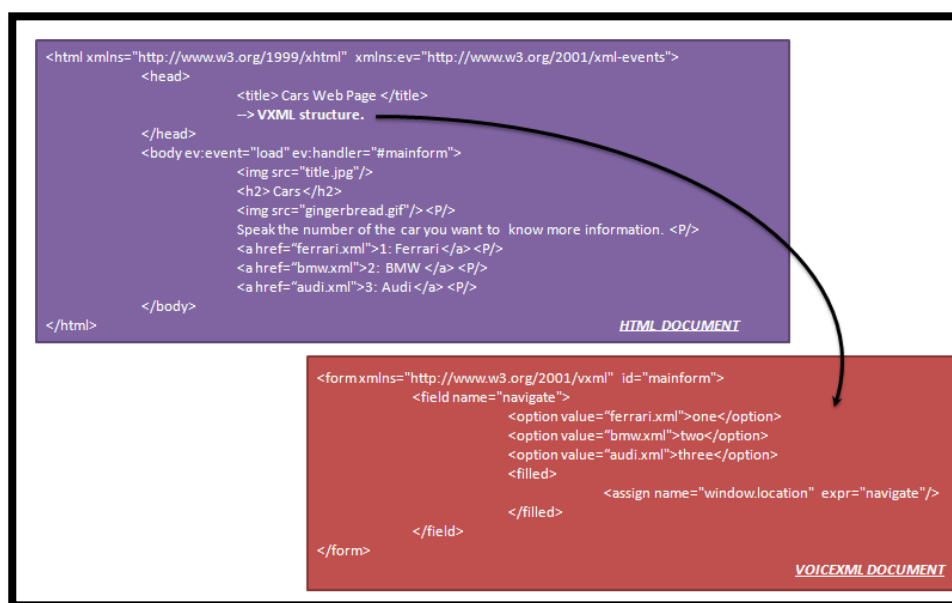 <html xmlns="http://www.w3.org/1999/xhtml" xmlns:ev="http://www.w3.org/2001/xml-events">
<head>
<title> Cars Web Page </title>
--> VXML structure.
</head>
<body ev:event="load" ev:handler="#mainform">
<img src="title.jpg"/>
<h2> Cars </h2>
<img src="gingerbread.gif"/> <P/>
Speak the number of the car you want to know more information. <P/>
<a href="ferrari.xml">1: Ferrari </a> <P/>
<a href="bmw.xml">2: BMW </a> <P/>
<a href="audi.xml">3: Audi </a> <P/>
</body>
</html>
HTML DOCUMENT
<form xmlns="http://www.w3.org/2001/vxml" id="mainform">
<field name="navigate">
<option value="ferrari.xml">one</option>
<option value="bmw.xml">two</option>
<option value="audi.xml">three</option>
<filled>
<assign name="window.location" expr="navigate"/>
</filled>
</field>
</form>
VOICEXML DOCUMENT